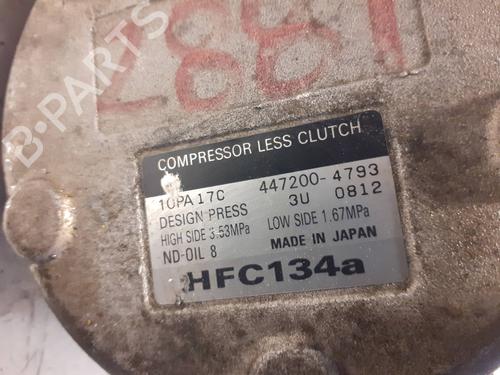 2881
B-PARTS
COMPRESSOR LESS CLUTCH
10PA17C 447200-4793
DESIGN PRESS 3U 0812
HIGH SIDE 3.53MPa LOW SIDE 1.67MPa
ND-OIL 8 MADE IN JAPAN
HFC134a